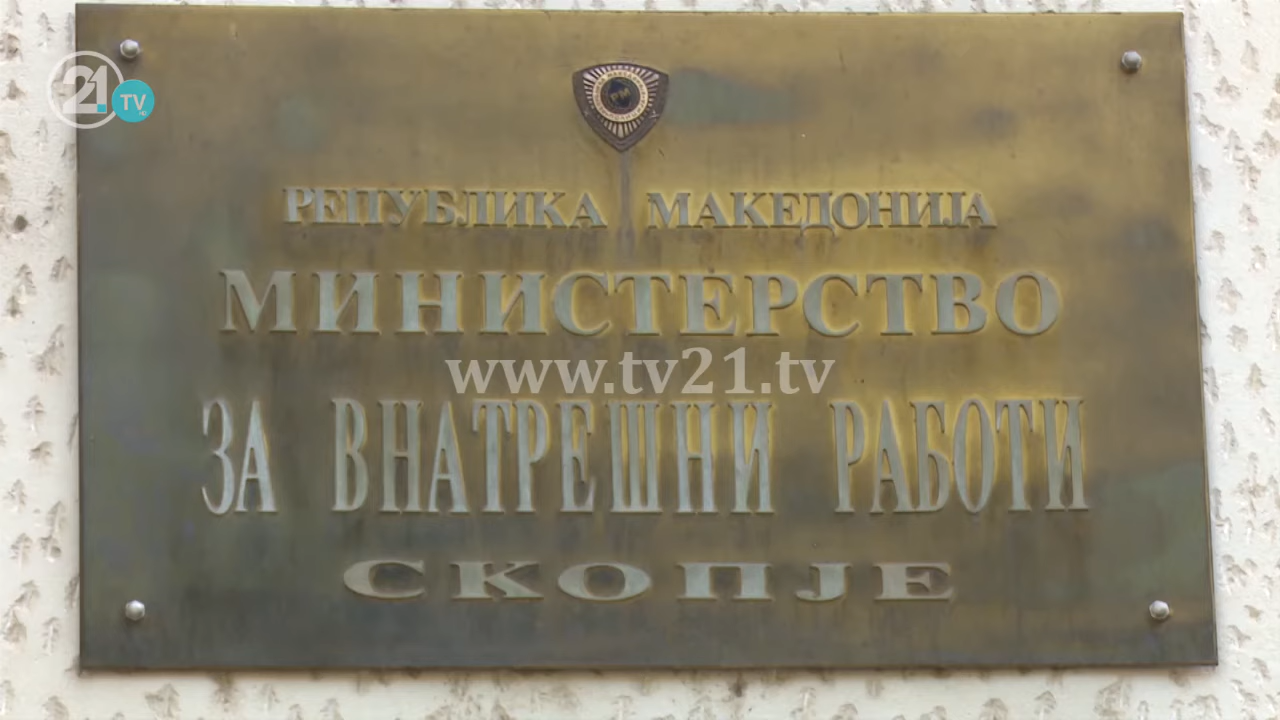 21
TV
РЕПУБЛИКА МАКЕДОНИЈА
МИНИСТЕРСТВО
www.tv21.tv
ЗА ВНАТРЕШНИ РАБОТИ
СКОПЈЕ